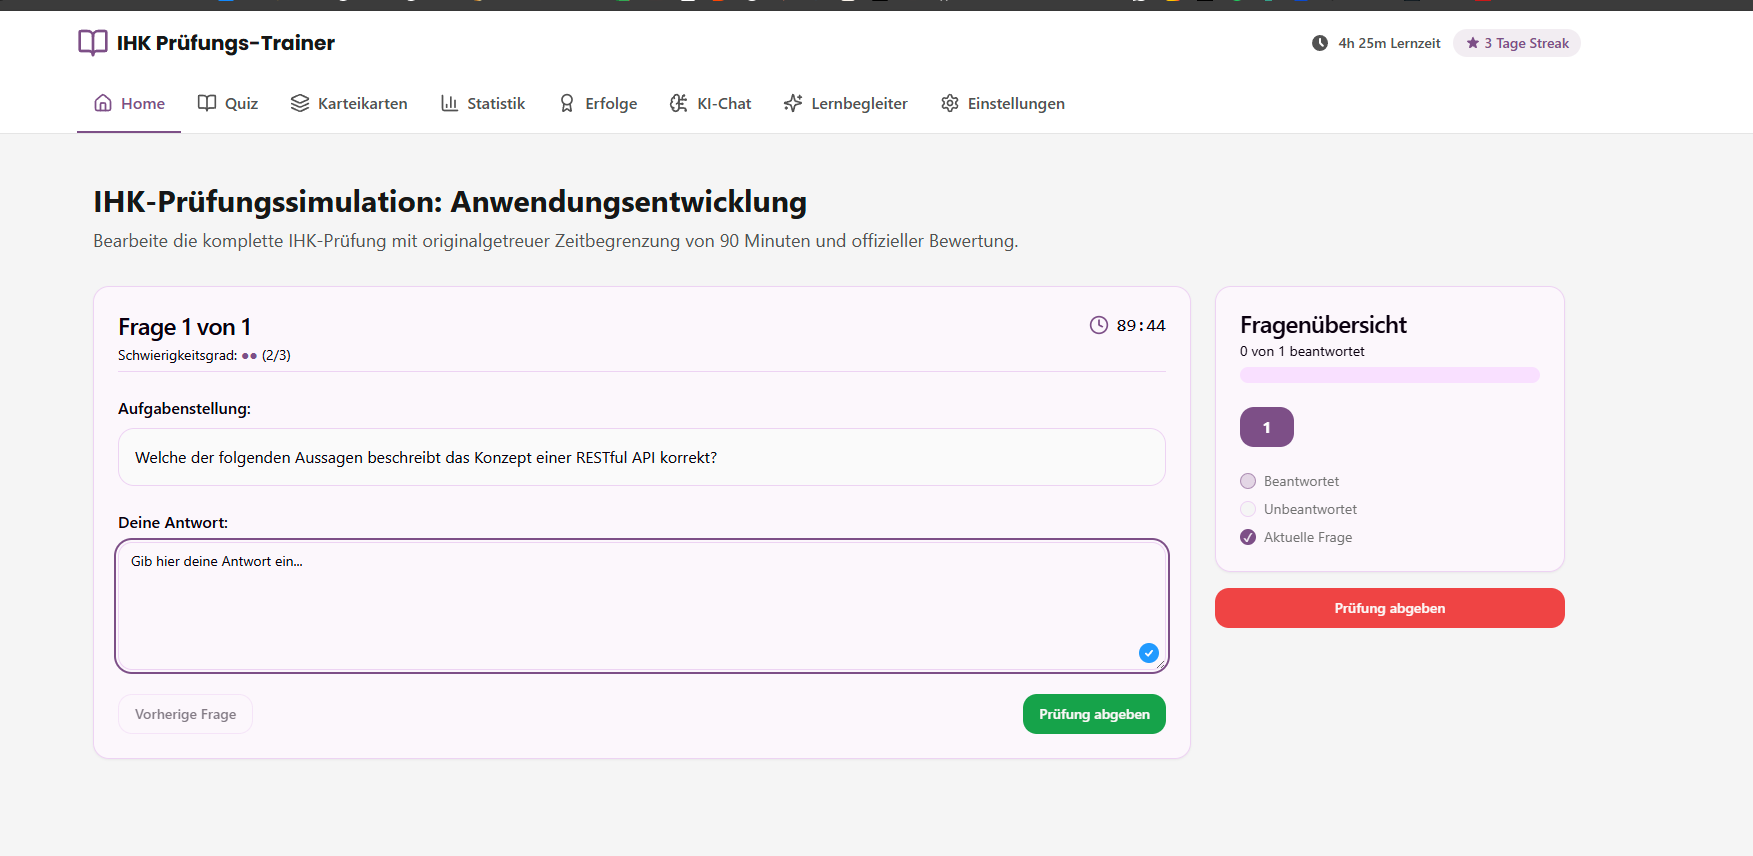 IHK Prüfungs-Trainer
4h 25m Lernzeit
3 Tage Streak
Home
Quiz
Karteikarten
Statistik
Erfolge
KI-Chat
Lernbegleiter
Einstellungen
IHK-Prüfungssimulation: Anwendungsentwicklung
Bearbeite die komplette IHK-Prüfung mit originalgetreuer Zeitbegrenzung von 90 Minuten und offizieller Bewertung.
Frage 1 von 1
89:44
Schwierigkeitsgrad: ●● (2/3)
Aufgabenstellung:
Welche der folgenden Aussagen beschreibt das Konzept einer RESTful API korrekt?
Deine Antwort:
Gib hier deine Antwort ein...
Vorherige Frage
Prüfung abgeben
Fragenübersicht
0 von 1 beantwortet
1
Beantwortet
Unbeantwortet
Aktuelle Frage
Prüfung abgeben